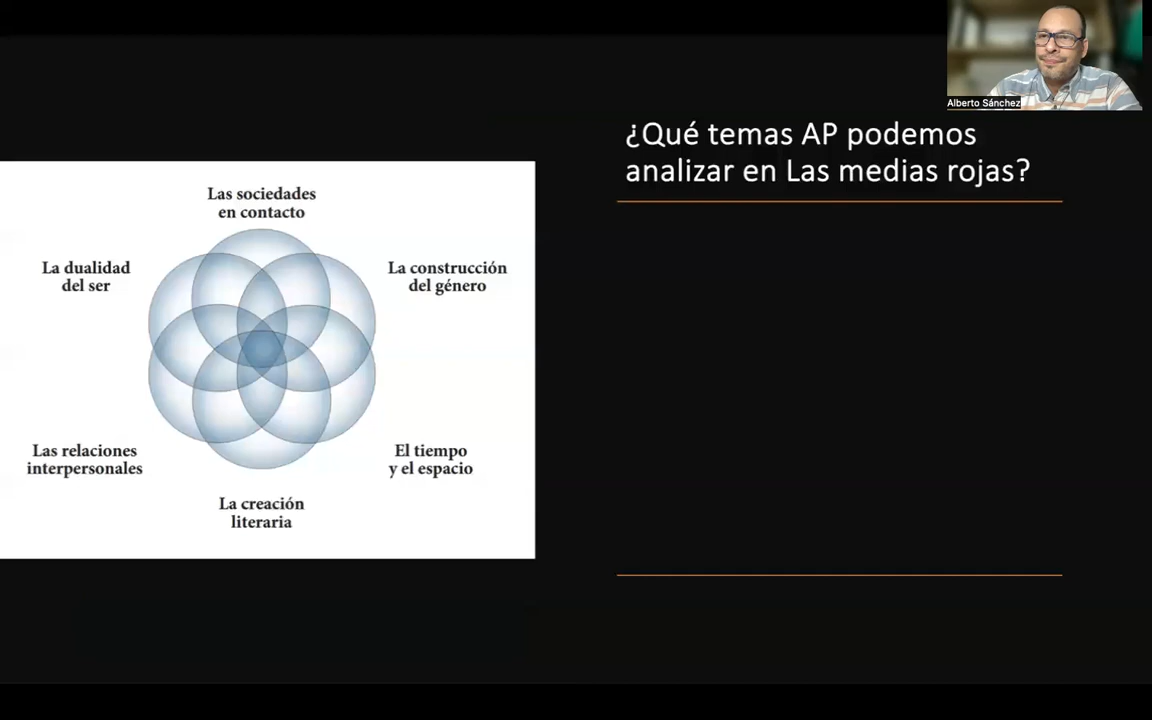 Alberto Sánchez
¿Qué temas AP podemos
analizar en Las medias rojas?
Las sociedades
en contacto
La dualidad
del ser
La construcción
del género
Las relaciones
interpersonales
El tiempo
y el espacio
La creación
literaria